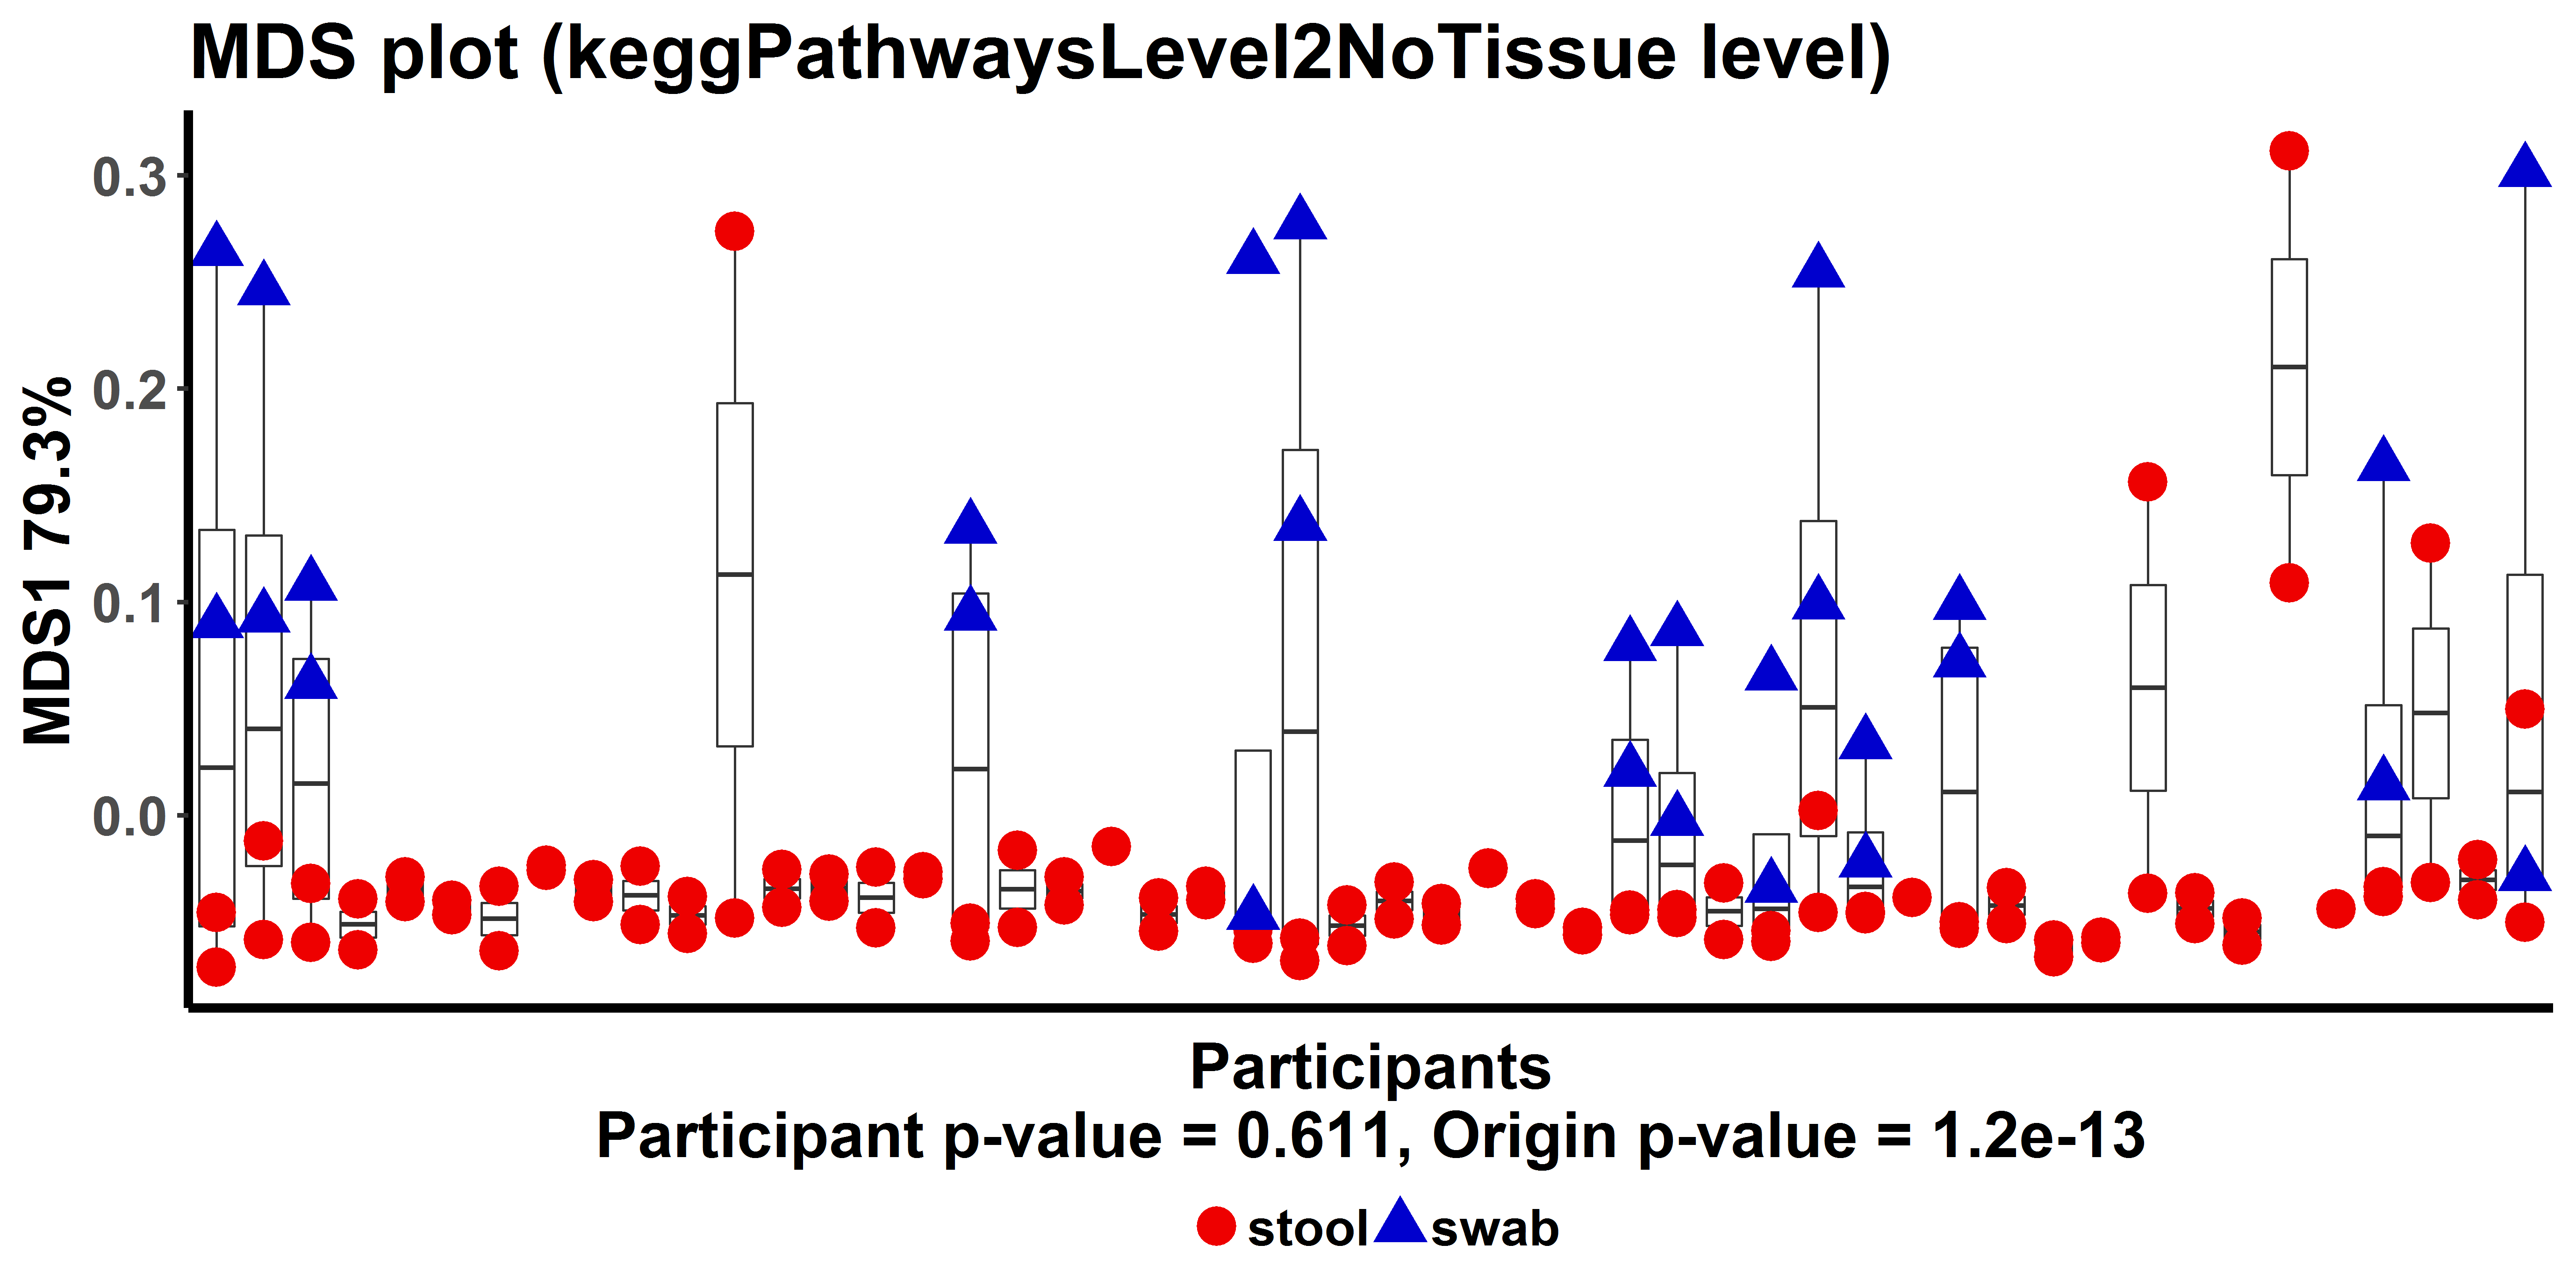 MDS plot (keggPathwaysLevel2NoTissue level)
MDS1 79.3%
0.3
0.2
0.1
0.0
Participants
Participant p-value = 0.611, Origin p-value = 1.2e-13
stool swab